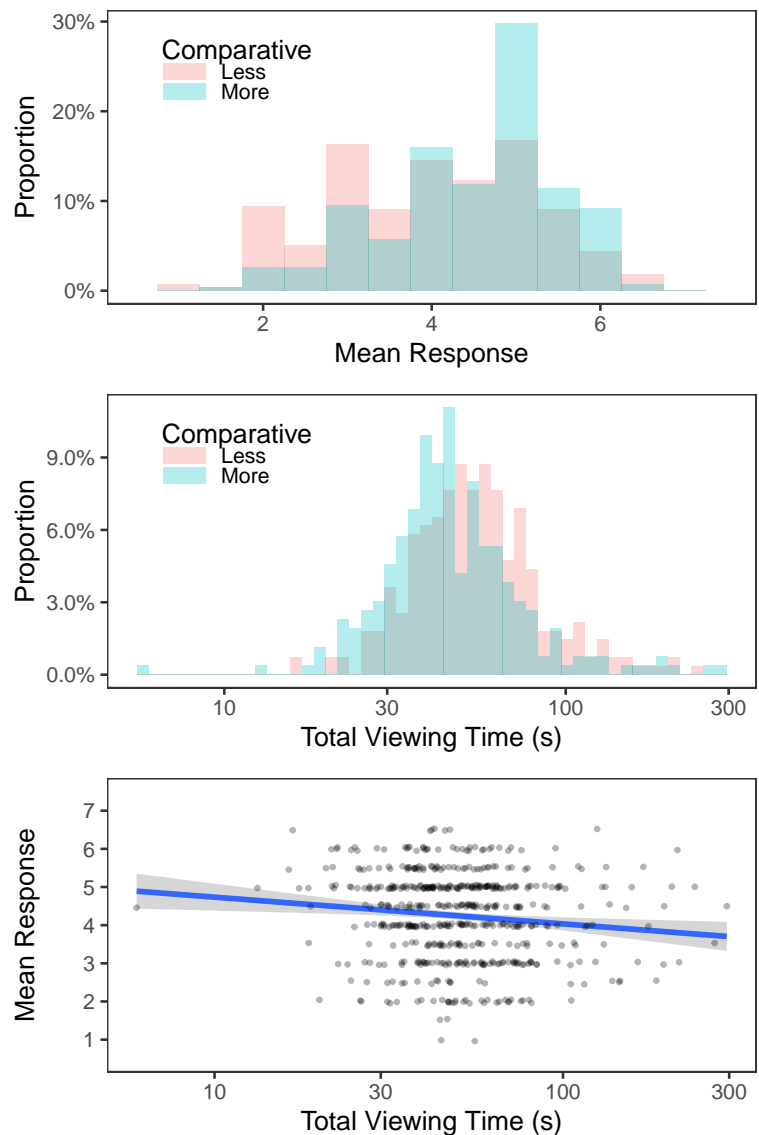 30%
20%
10%
0%
Proportion
Comparative
Less
More
2 4 6
Mean Response
9.0%
6.0%
3.0%
0.0%
Proportion
Comparative
Less
More
10 30 100 300
Total Viewing Time (s)
7
6
5
4
3
2
1
Mean Response
10 30 100 300
Total Viewing Time (s)